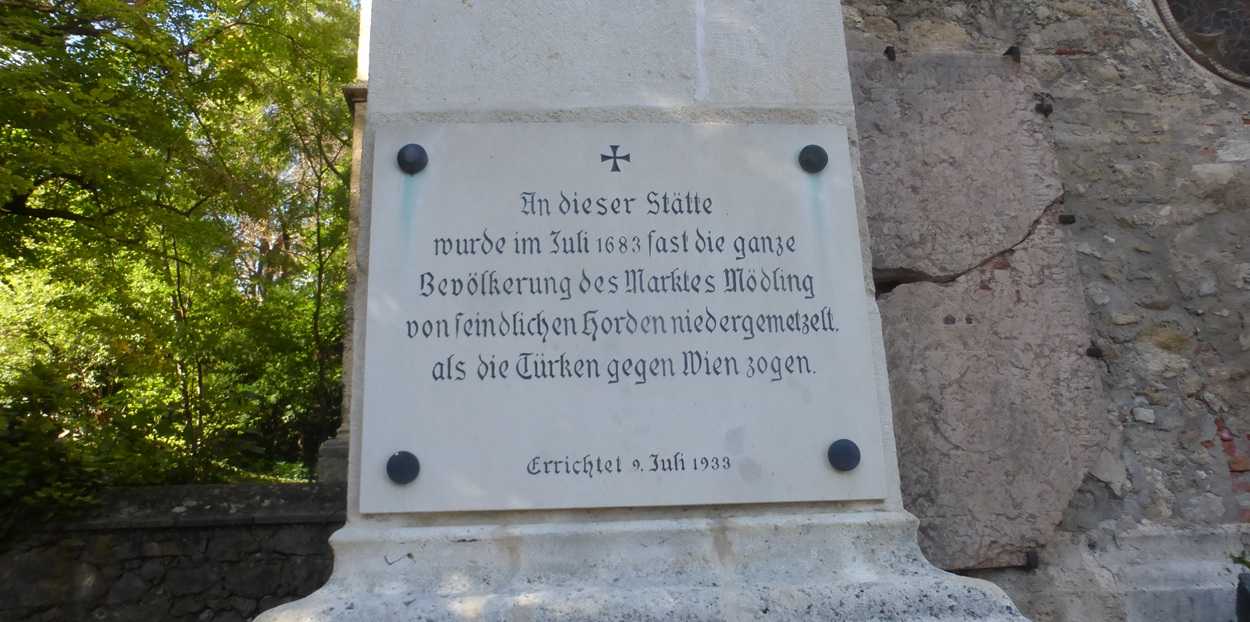 An dieser Stätte
wurde im Juli 1683 fast die ganze
Bevölkerung des Marktes Mödling
von feindlichen Horden niedergemetzelt.
als die Türken gegen Wien zogen.
Errichtet 9. Juli 1933